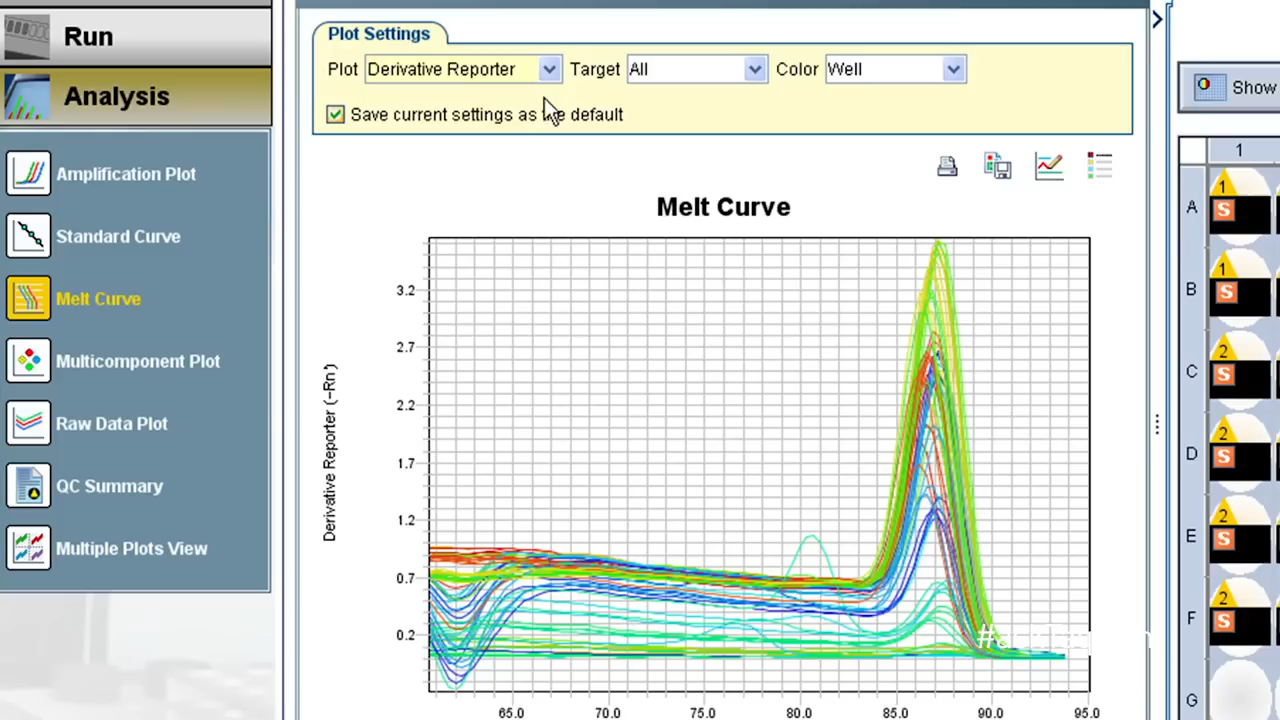 Run
Analysis
Amplification Plot
Standard Curve
Melt Curve
Multicomponent Plot
Raw Data Plot
QC Summary
Multiple Plots View
Plot Settings
Plot Derivative Reporter Target All Color Well
Save current settings as default
Melt Curve
Derivative Reporter (-Rn')
3.2
2.7
2.2
1.7
1.2
0.7
0.2
65.0 70.0 75.0 80.0 85.0 90.0 95.0
Show
1
A 1 S
B 1 S
C 2 S
D 2 S
E 2 S
F 2 S
G